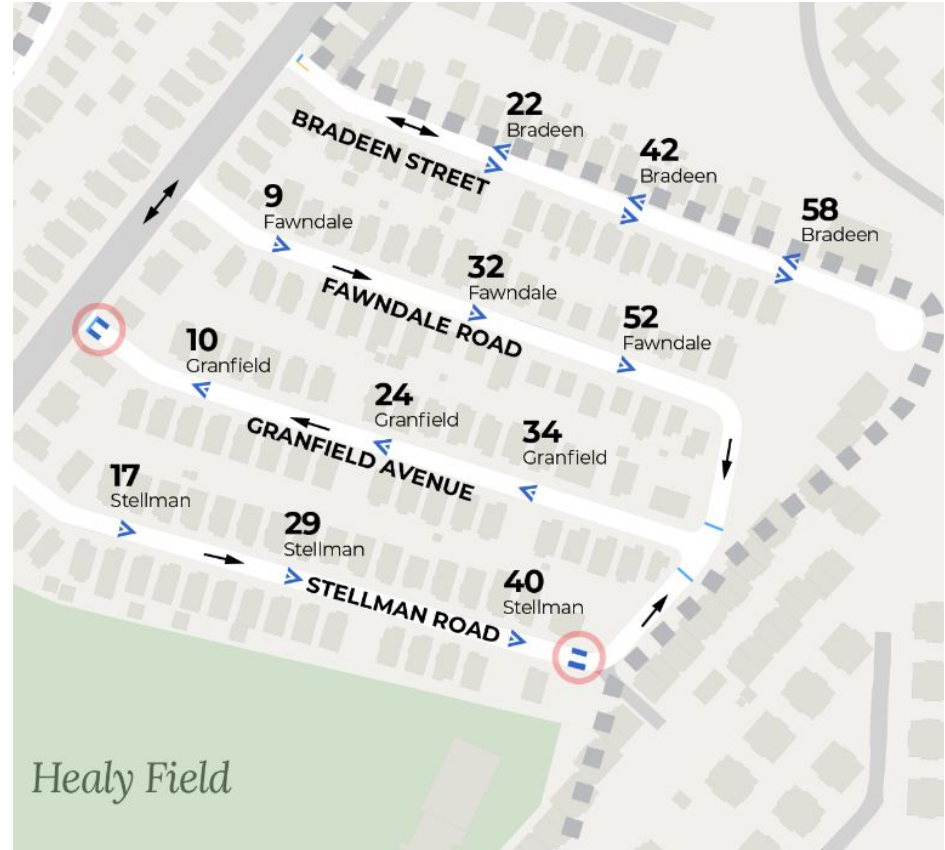 22
Bradeen
BRADEEN STREET
42
Bradeen
58
Bradeen
9
Fawndale
32
Fawndale
FAWNDALE ROAD
52
Fawndale
10
Granfield
24
Granfield
GRANFIELD AVENUE
34
Granfield
17
Stellman
29
Stellman
STELLMAN ROAD
40
Stellman
Healy Field